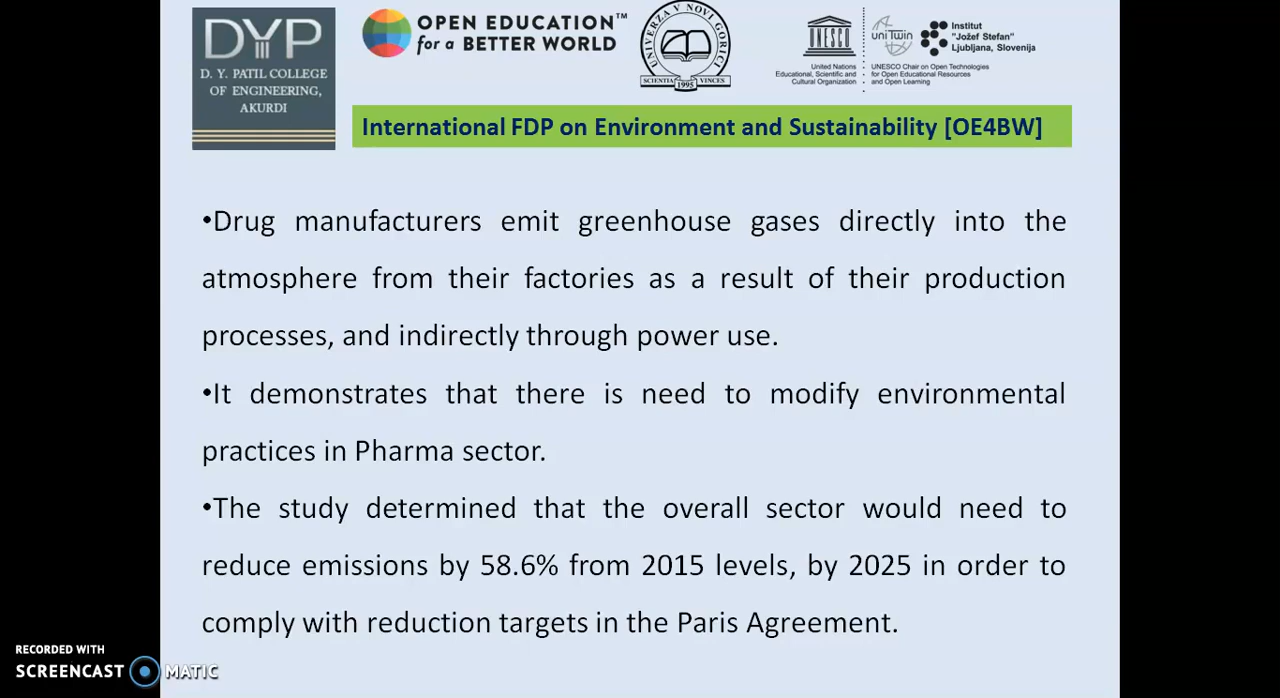 DYP
D. Y. PATIL COLLEGE
OF ENGINEERING,
AKURDI
OPEN EDUCATION™
for a BETTER WORLD
UNIVERZA V NOVI GORICI
SCIENTIA VINCES
1995
UNESCO
United Nations
Educational, Scientific and
Cultural Organization
uniTwin
Institut
"Jožef Stefan"
Ljubljana, Slovenija
UNESCO Chair on Open Technologies
for Open Educational Resources
and Open Learning
International FDP on Environment and Sustainability [OE4BW]
•Drug manufacturers emit greenhouse gases directly into the
atmosphere from their factories as a result of their production
processes, and indirectly through power use.
•It demonstrates that there is need to modify environmental
practices in Pharma sector.
•The study determined that the overall sector would need to
reduce emissions by 58.6% from 2015 levels, by 2025 in order to
comply with reduction targets in the Paris Agreement.
RECORDED WITH
SCREENCAST MATIC